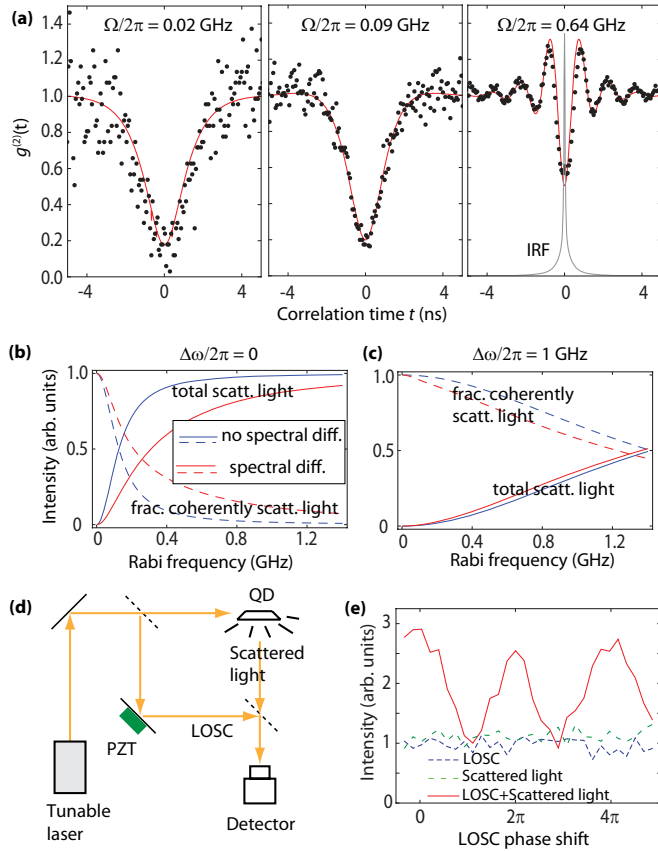 (a)
Ω/2π = 0.02 GHz
Ω/2π = 0.09 GHz
Ω/2π = 0.64 GHz
g⁽²⁾(t)
1.4
1.2
1.0
0.8
0.6
0.4
0.2
0.0
IRF
-4 0 4
-4 0 4
-4 0 4
Correlation time t (ns)
(b)
Δω/2π = 0
Intensity (arb. units)
1.0
0.5
0
total scatt. light
no spectral diff.
spectral diff.
frac. coherently scatt. light
0 0.4 0.8 1.2
Rabi frequency (GHz)
(c)
Δω/2π = 1 GHz
1.0
0.5
0
frac. coherently
scatt. light
total scatt. light
0 0.4 0.8 1.2
Rabi frequency (GHz)
(d)
QD
Scattered
light
PZT
LOSC
Tunable
laser
Detector
(e)
Intensity (arb. units)
3
2
1
0
LOSC
Scattered light
LOSC+Scattered light
0 2π 4π
LOSC phase shift